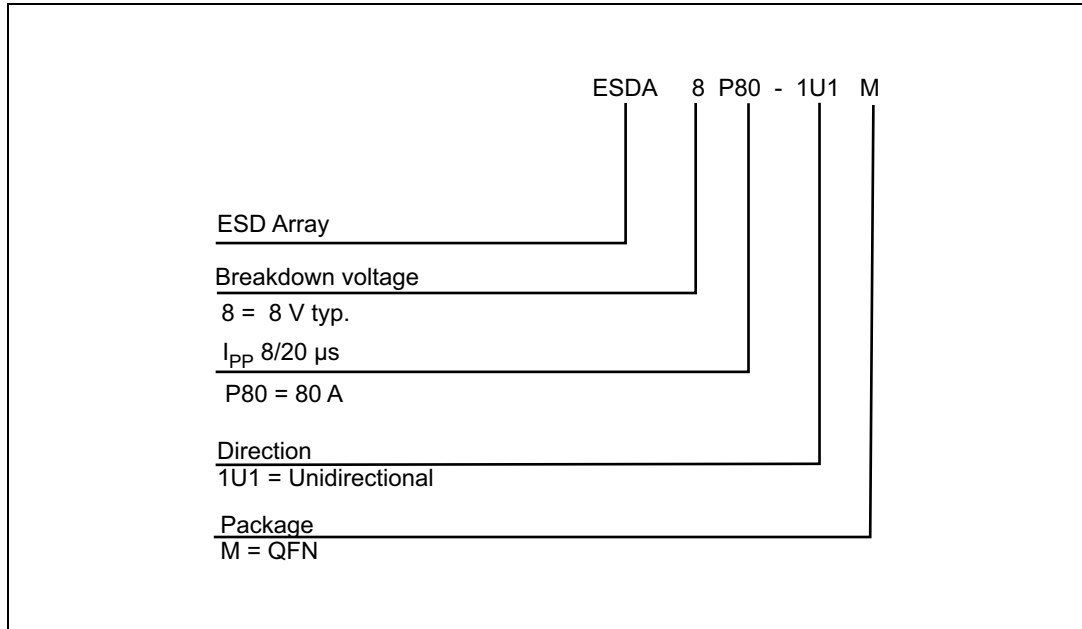 ESDA 8 P80 - 1U1 M
ESD Array
Breakdown voltage
8 = 8 V typ.
IPP 8/20 µs
P80 = 80 A
Direction
1U1 = Unidirectional
Package
M = QFN